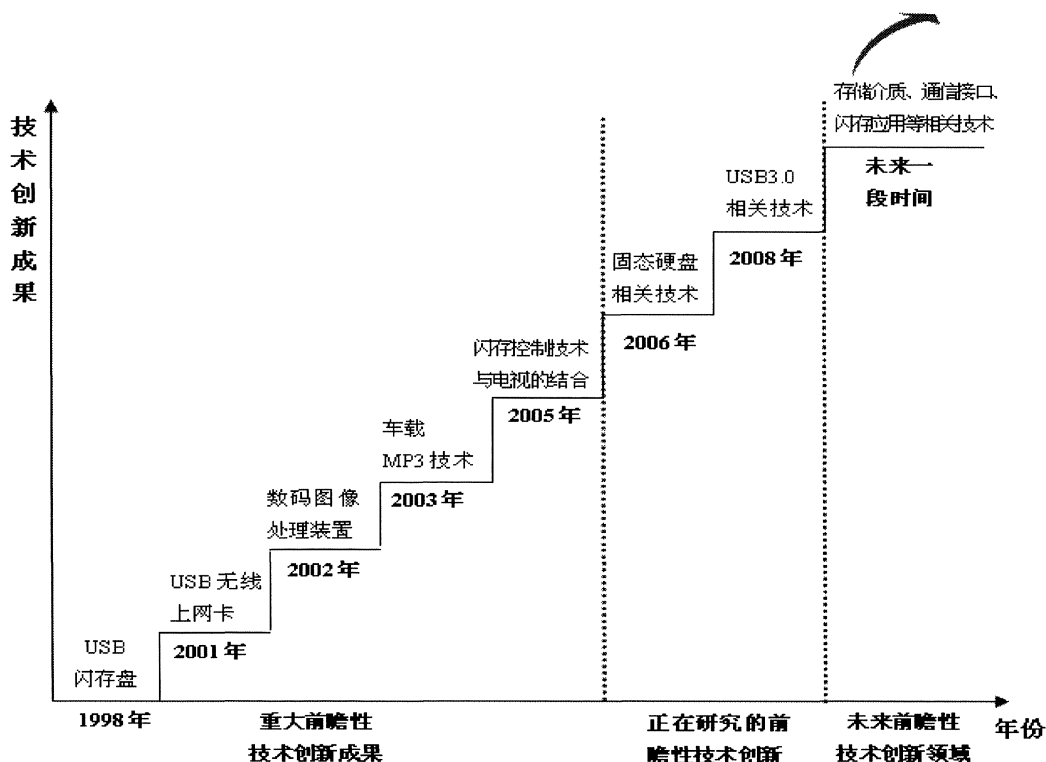 存储介质、通信接口、
闪存应用等相关技术
未来一
段时间
USB3.0
相关技术
2008年
固态硬盘
相关技术
2006年
闪存控制技术
与电视的结合
2005年
车载
MP3技术
2003年
数码图像
处理装置
2002年
USB无线
上网卡
2001年
USB
闪存盘
1998年
技术创新成果
重大前瞻性
技术创新成果
正在研究的前
瞻性技术创新
未来前瞻性
技术创新领域
年份